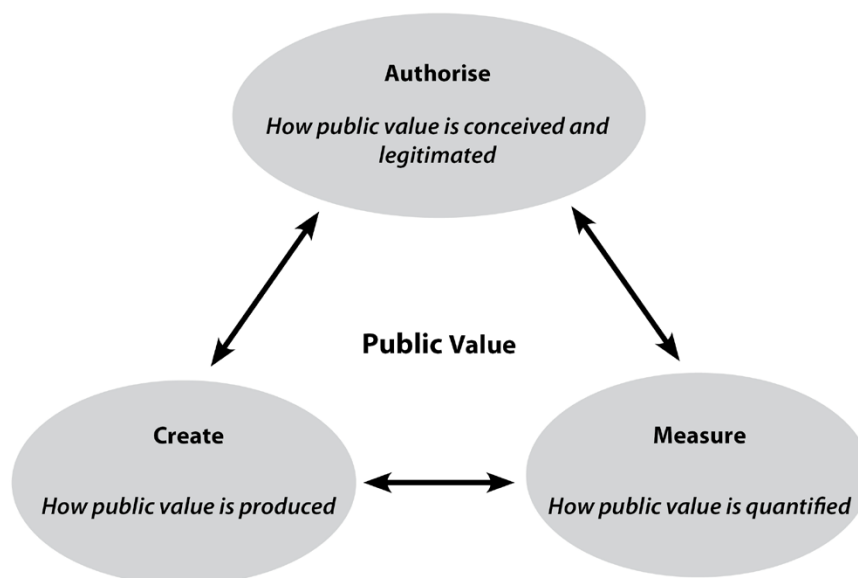 Authorise
How public value is conceived and
legitimated
Public Value
Create
How public value is produced
Measure
How public value is quantified